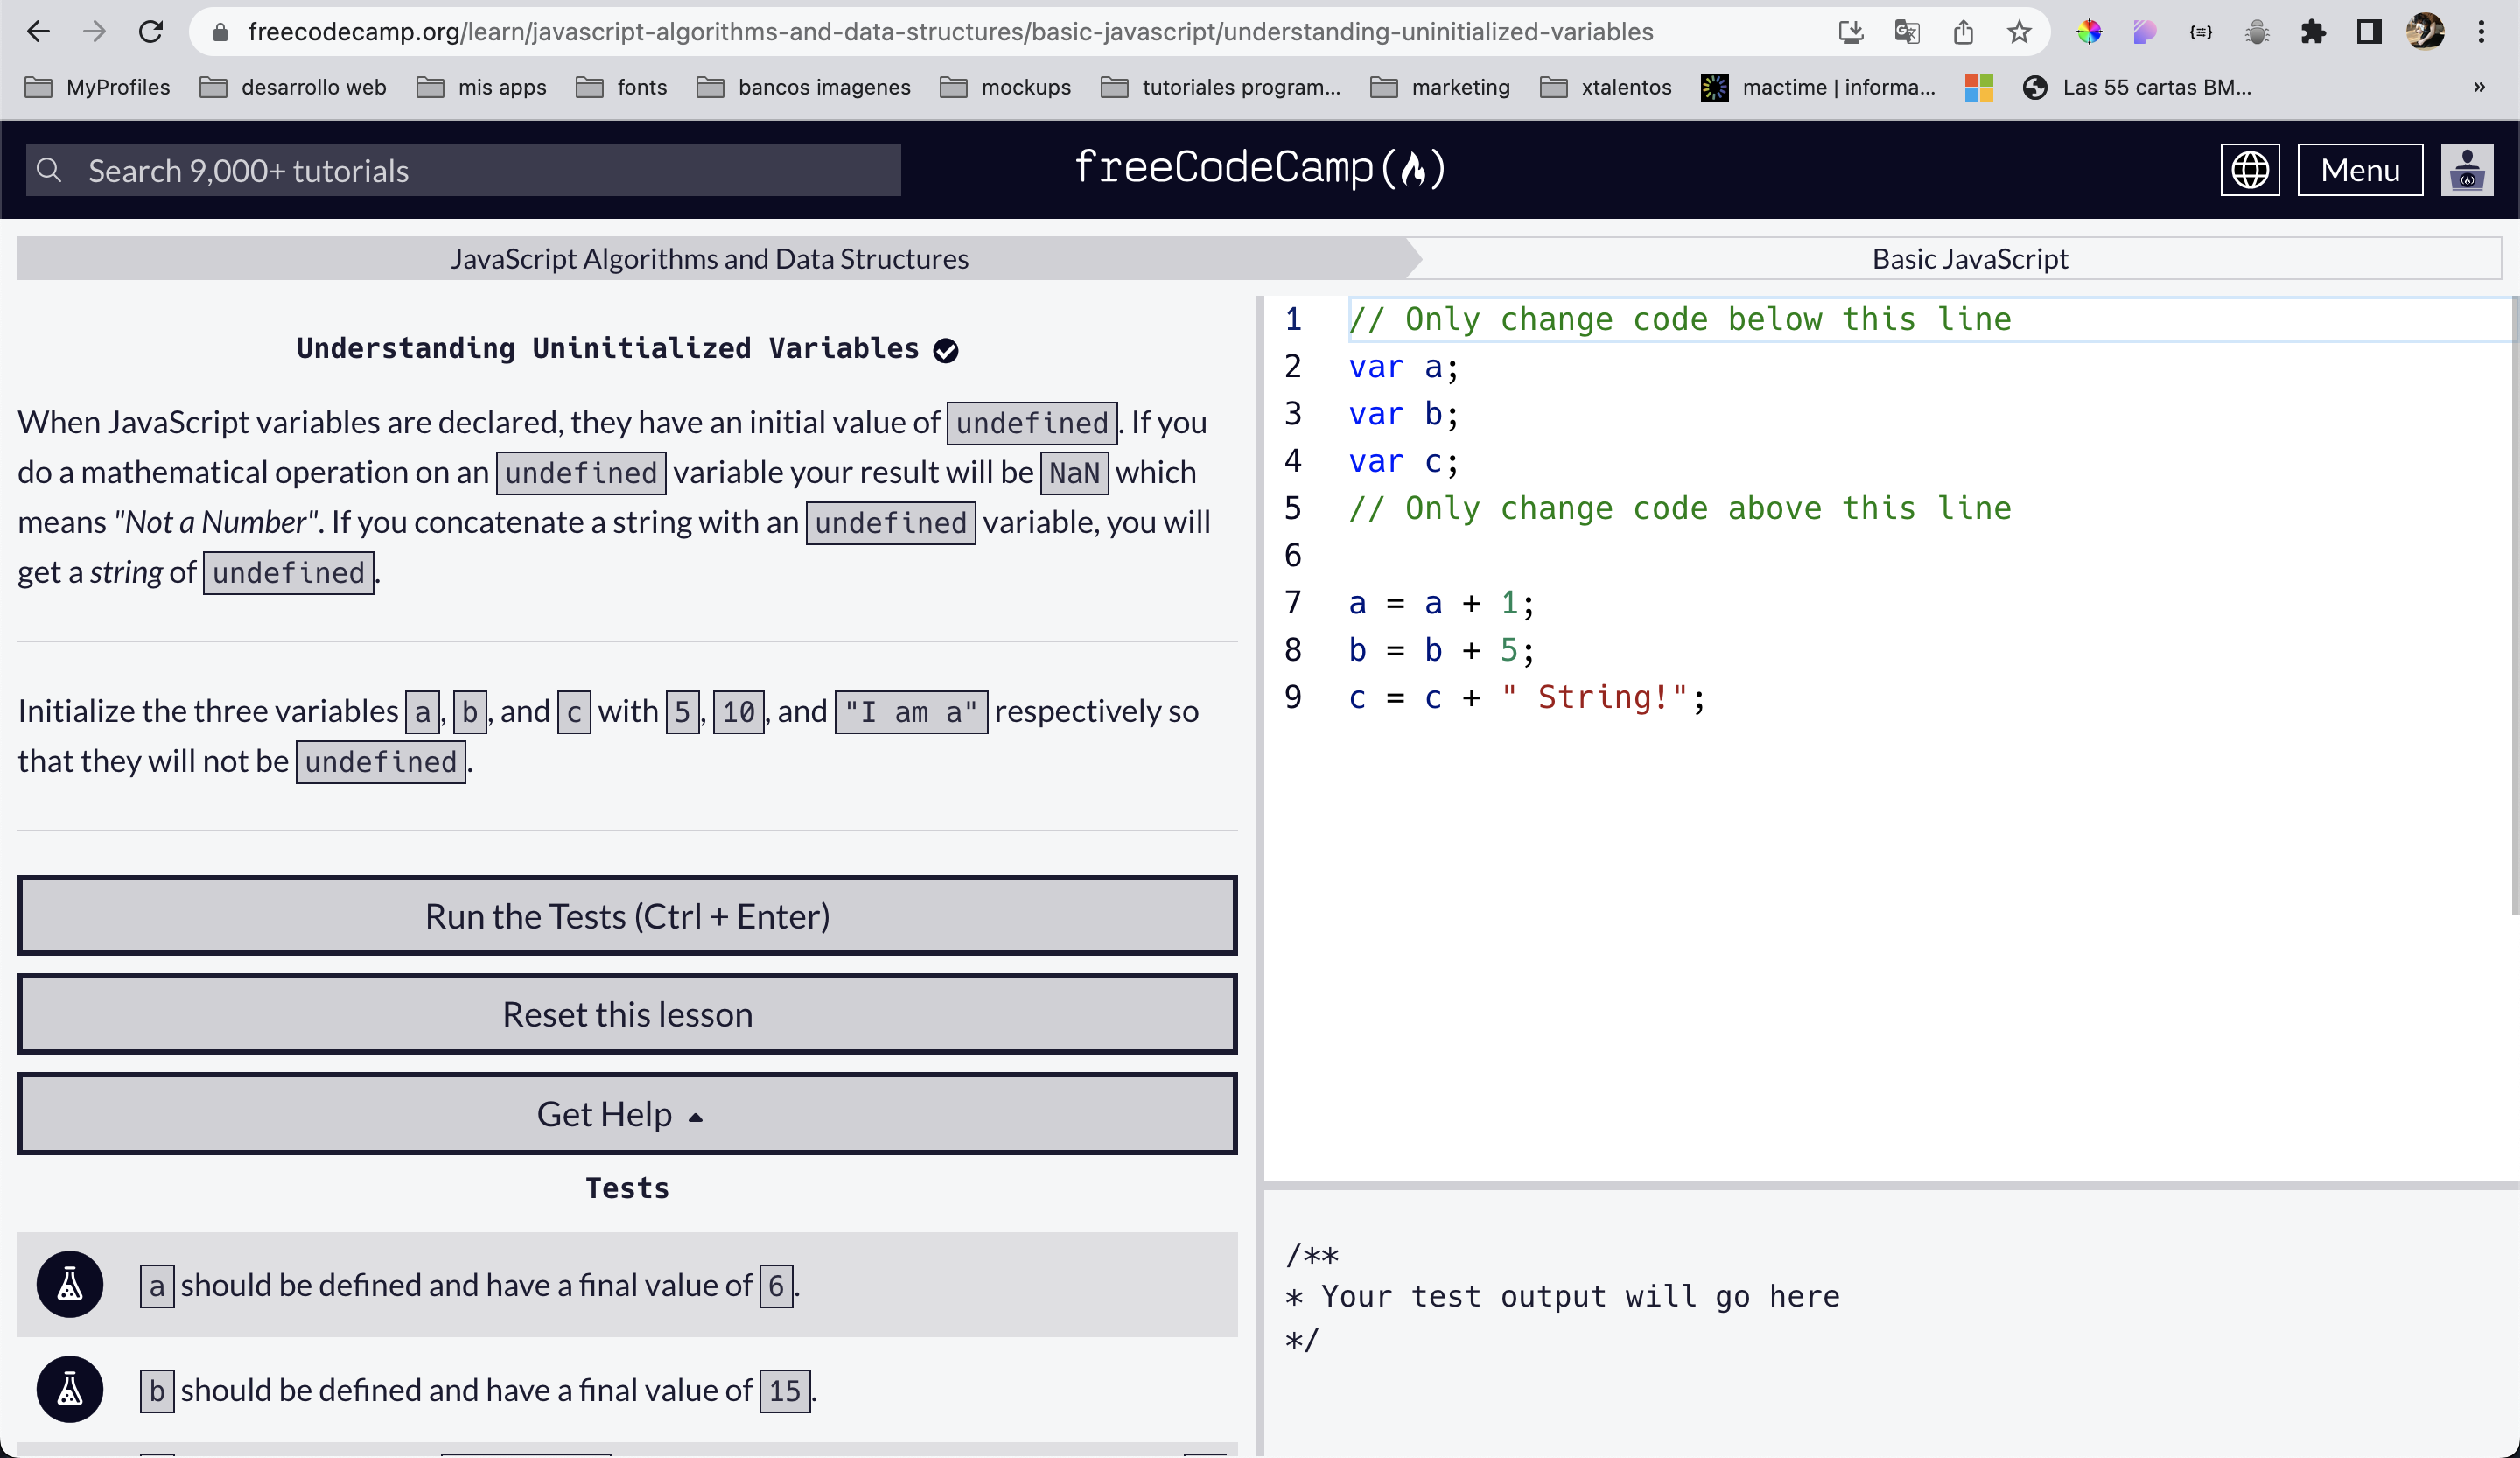 freecodecamp.org/learn/javascript-algorithms-and-data-structures/basic-javascript/understanding-uninitialized-variables
MyProfiles desarrollo web mis apps fonts bancos imagenes mockups tutoriales program... marketing xtalentos mactime | informa... Las 55 cartas BM... »
Search 9,000+ tutorials
freeCodeCamp
Menu
JavaScript Algorithms and Data Structures
Basic JavaScript
Understanding Uninitialized Variables
When JavaScript variables are declared, they have an initial value of undefined. If you
do a mathematical operation on an undefined variable your result will be NaN which
means "Not a Number". If you concatenate a string with an undefined variable, you will
get a string of undefined.
Initialize the three variables a, b, and c with 5, 10, and "I am a" respectively so
that they will not be undefined.
Run the Tests (Ctrl + Enter)
Reset this lesson
Get Help
Tests
a should be defined and have a final value of 6.
b should be defined and have a final value of 15.
1 // Only change code below this line
2 var a;
3 var b;
4 var c;
5 // Only change code above this line
6
7 a = a + 1;
8 b = b + 5;
9 c = c + " String!";
/**
* Your test output will go here
*/